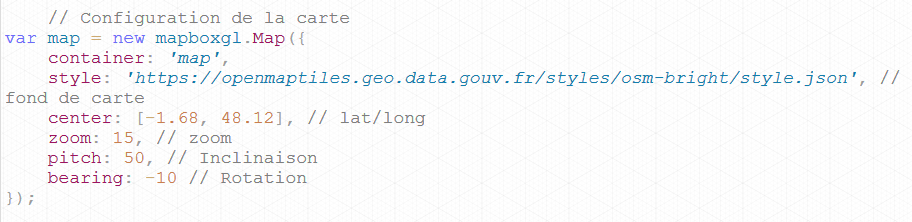 // Configuration de la carte
var map = new mapboxgl.Map({
container: 'map',
style: 'https://openmaptiles.geo.data.gouv.fr/styles/osm-bright/style.json', //
fond de carte
center: [-1.68, 48.12], // lat/long
zoom: 15, // zoom
pitch: 50, // Inclinaison
bearing: -10 // Rotation
});